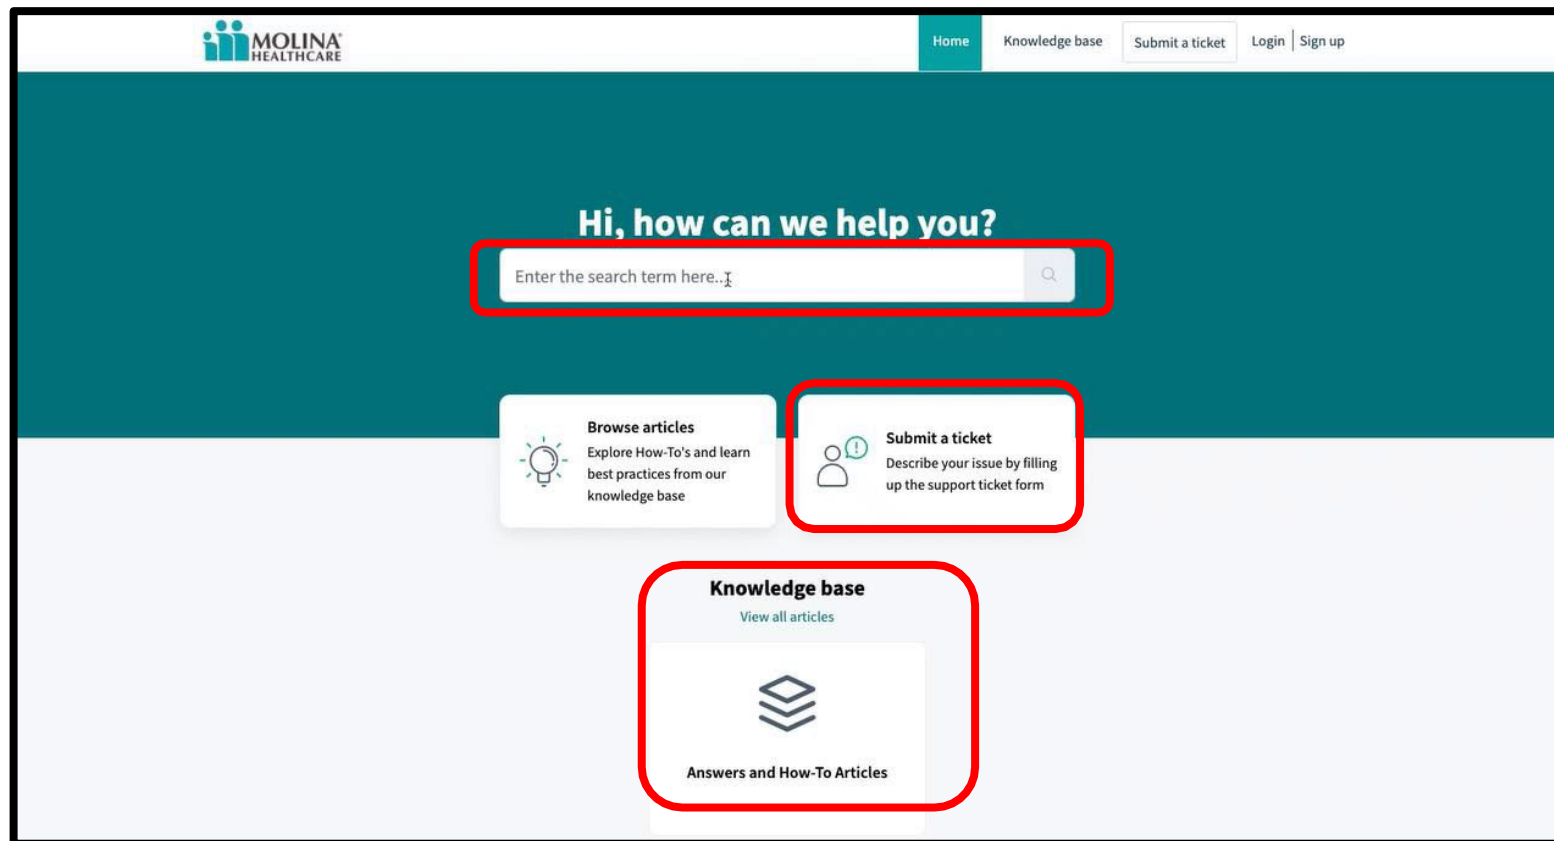 MOLINA
HEALTHCARE
Home Knowledge base Submit a ticket Login Sign up
Hi, how can we help you?
Enter the search term here...
Browse articles
Explore How-To's and learn
best practices from our
knowledge base
Submit a ticket
Describe your issue by filling
up the support ticket form
Knowledge base
View all articles
Answers and How-To Articles